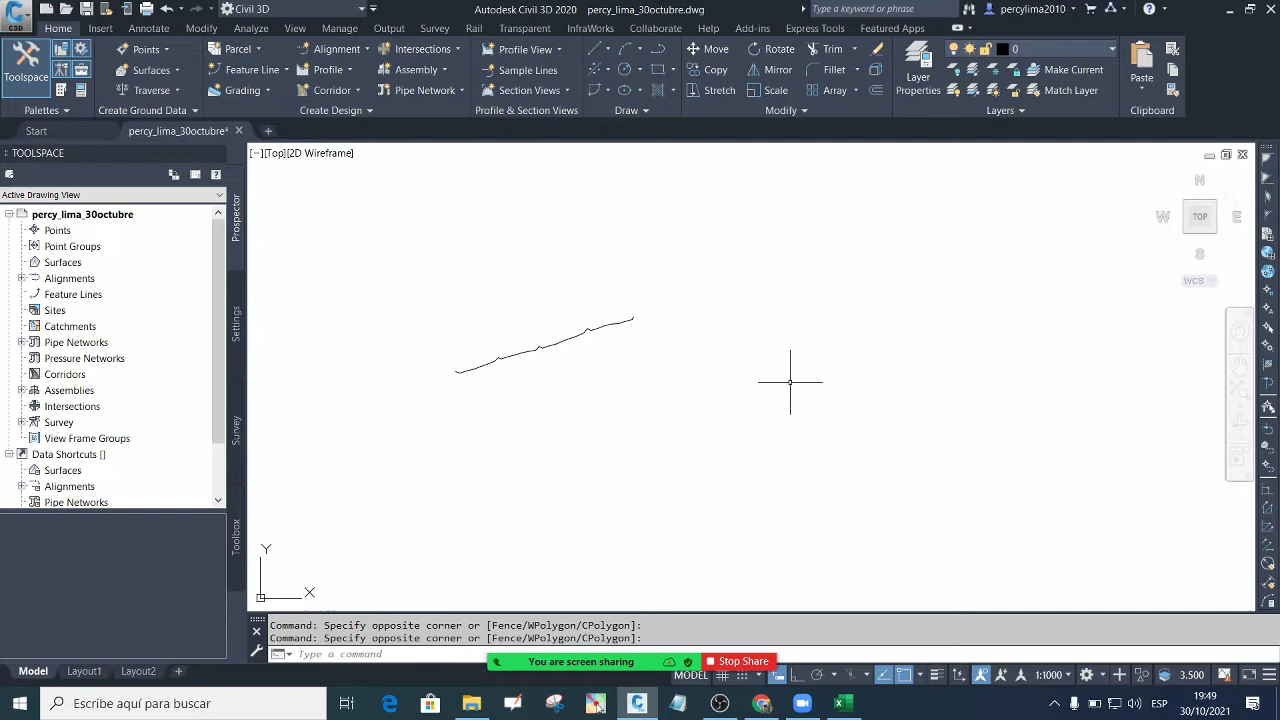 C3D
Civil 3D
Autodesk Civil 3D 2020 percy_lima_30octubre.dwg
Type a keyword or phrase
percylima2010
Home Insert Annotate Modify Analyze View Manage Output Survey Rail Transparent InfraWorks Collaborate Help Add-ins Express Tools Featured Apps
Toolspace
Points
Surfaces
Traverse
Parcel
Feature Line
Grading
Alignment
Profile
Corridor
Intersections
Assembly
Pipe Network
Profile View
Sample Lines
Section Views
Move
Copy
Stretch
Rotate
Mirror
Scale
Trim
Fillet
Array
Layer
Properties
0
Make Current
Match Layer
Paste
Palettes
Create Ground Data
Create Design
Profile & Section Views
Draw
Modify
Layers
Clipboard
Start
percy_lima_30octubre*
TOOLSPACE
Active Drawing View
percy_lima_30octubre
Points
Point Groups
Surfaces
Alignments
Feature Lines
Sites
Catchments
Pipe Networks
Pressure Networks
Corridors
Assemblies
Intersections
Survey
View Frame Groups
Data Shortcuts []
Surfaces
Alignments
Pipe Networks
Prospector
Settings
Survey
Toolbox
[−][Top][2D Wireframe]
N
W
TOP
E
S
WCS
Y
X
Command: Specify opposite corner or [Fence/WPolygon/CPolygon]:
Command: Specify opposite corner or [Fence/WPolygon/CPolygon]:
Type a command
You are screen sharing
Stop Share
Model
Layout1
Layout2
MODEL
1:1000
3.500
Escribe aquí para buscar
ESP
19:49
30/10/2021